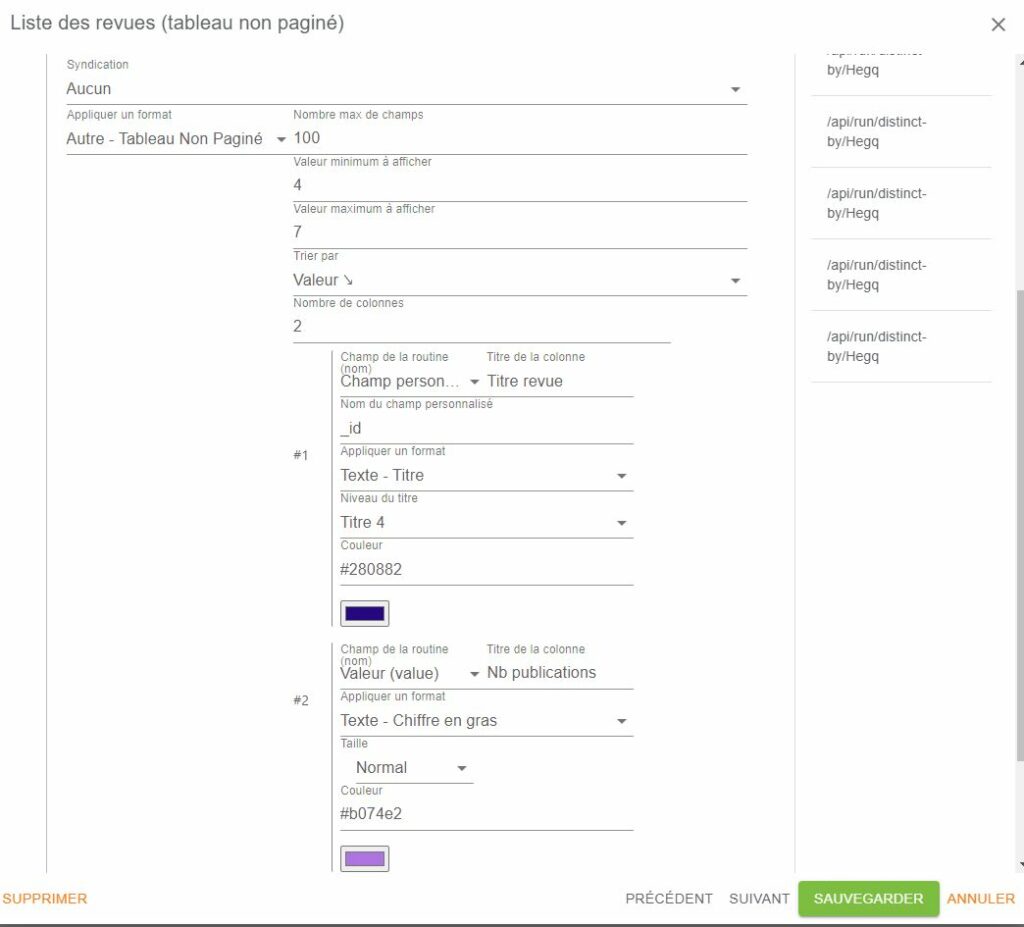 Liste des revues (tableau non paginé)
Syndication
Aucun
Appliquer un format
Nombre max de champs
Autre - Tableau Non Paginé
100
Valeur minimum à afficher
4
Valeur maximum à afficher
7
Trier par
Valeur ↘
Nombre de colonnes
2
#1
Champ de la routine
(nom)
Titre de la colonne
Champ person...
Titre revue
Nom du champ personnalisé
_id
Appliquer un format
Texte - Titre
Niveau du titre
Titre 4
Couleur
#280882
#2
Champ de la routine
(nom)
Titre de la colonne
Valeur (value)
Nb publications
Appliquer un format
Texte - Chiffre en gras
Taille
Normal
Couleur
#b074e2
by/Hegq
/api/run/distinct-
by/Hegq
/api/run/distinct-
by/Hegq
/api/run/distinct-
by/Hegq
/api/run/distinct-
by/Hegq
SUPPRIMER
PRÉCÉDENT
SUIVANT
SAUVEGARDER
ANNULER